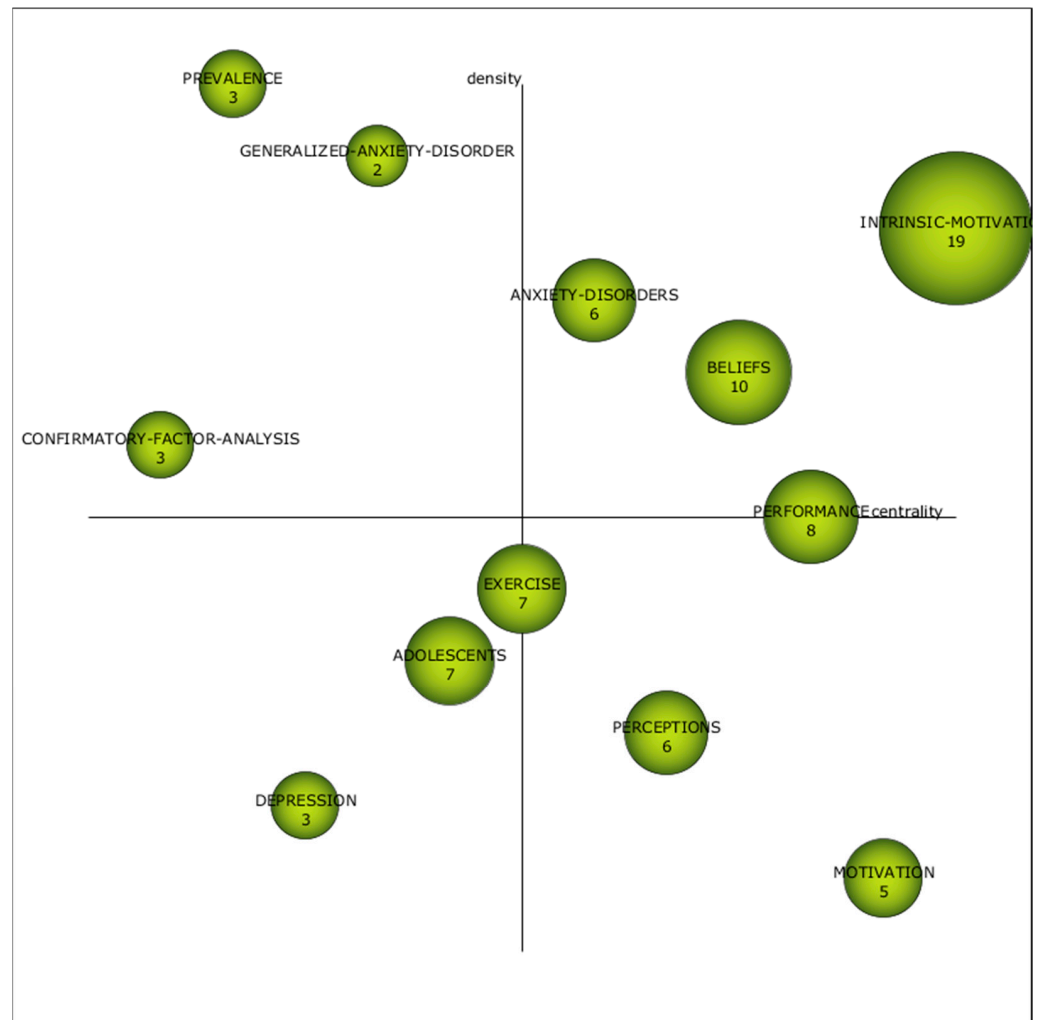 PREVALENCE
3
density
GENERALIZED-ANXIETY-DISORDER
2
INTRINSIC-MOTIVATIO
19
ANXIETY-DISORDERS
6
BELIEFS
10
CONFIRMATORY-FACTOR-ANALYSIS
3
PERFORMANCE
8
centrality
EXERCISE
7
ADOLESCENTS
7
PERCEPTIONS
6
DEPRESSION
3
MOTIVATION
5